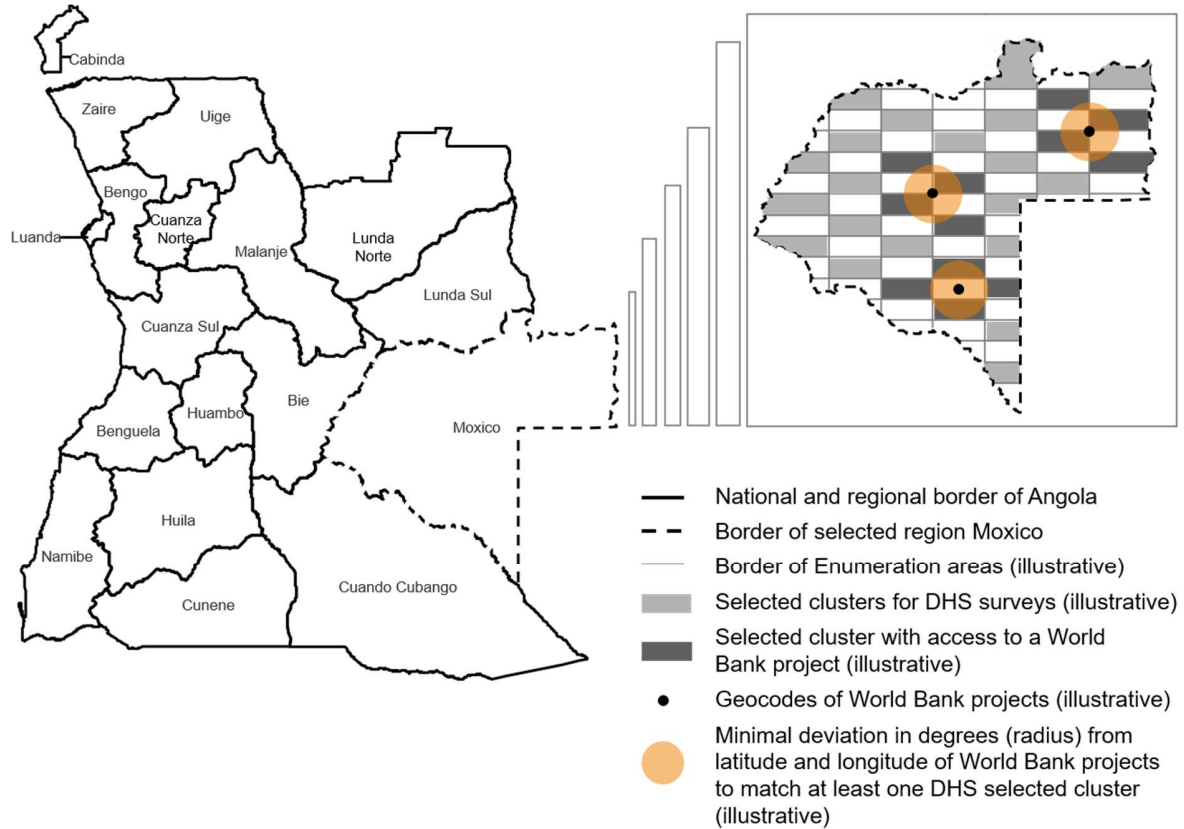 Cabinda
Zaire
Uige
Bengo
Cuanza
Norte
Luanda
Malanje
Lunda
Norte
Lunda Sul
Cuanza Sul
Bie
Huambo
Benguela
Moxico
Huila
Namibe
Cuando Cubango
Cunene
National and regional border of Angola
Border of selected region Moxico
Border of Enumeration areas (illustrative)
Selected clusters for DHS surveys (illustrative)
Selected cluster with access to a World
Bank project (illustrative)
Geocodes of World Bank projects (illustrative)
Minimal deviation in degrees (radius) from
latitude and longitude of World Bank projects
to match at least one DHS selected cluster
(illustrative)